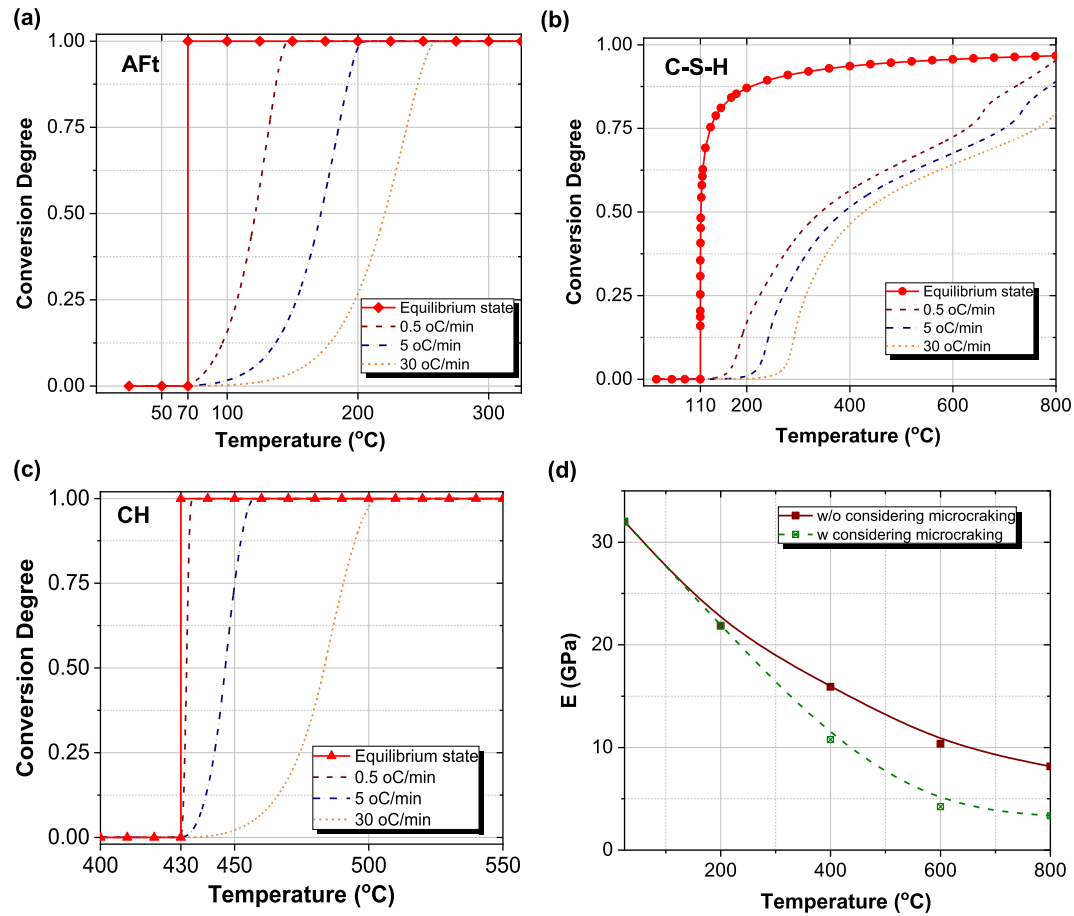 (a)
AFt
Conversion Degree
1.00
0.75
0.50
0.25
0.00
Equilibrium state
0.5 oC/min
5 oC/min
30 oC/min
50 70 100 200 300
Temperature (°C)
(b)
C-S-H
Conversion Degree
1.00
0.75
0.50
0.25
0.00
Equilibrium state
0.5 oC/min
5 oC/min
30 oC/min
110 200 400 600 800
Temperature (°C)
(c)
CH
Conversion Degree
1.00
0.75
0.50
0.25
0.00
Equilibrium state
0.5 oC/min
5 oC/min
30 oC/min
400 430 450 500 550
Temperature (°C)
(d)
E (GPa)
30
20
10
0
w/o considering microcraking
w considering microcraking
200 400 600 800
Temperature (°C)